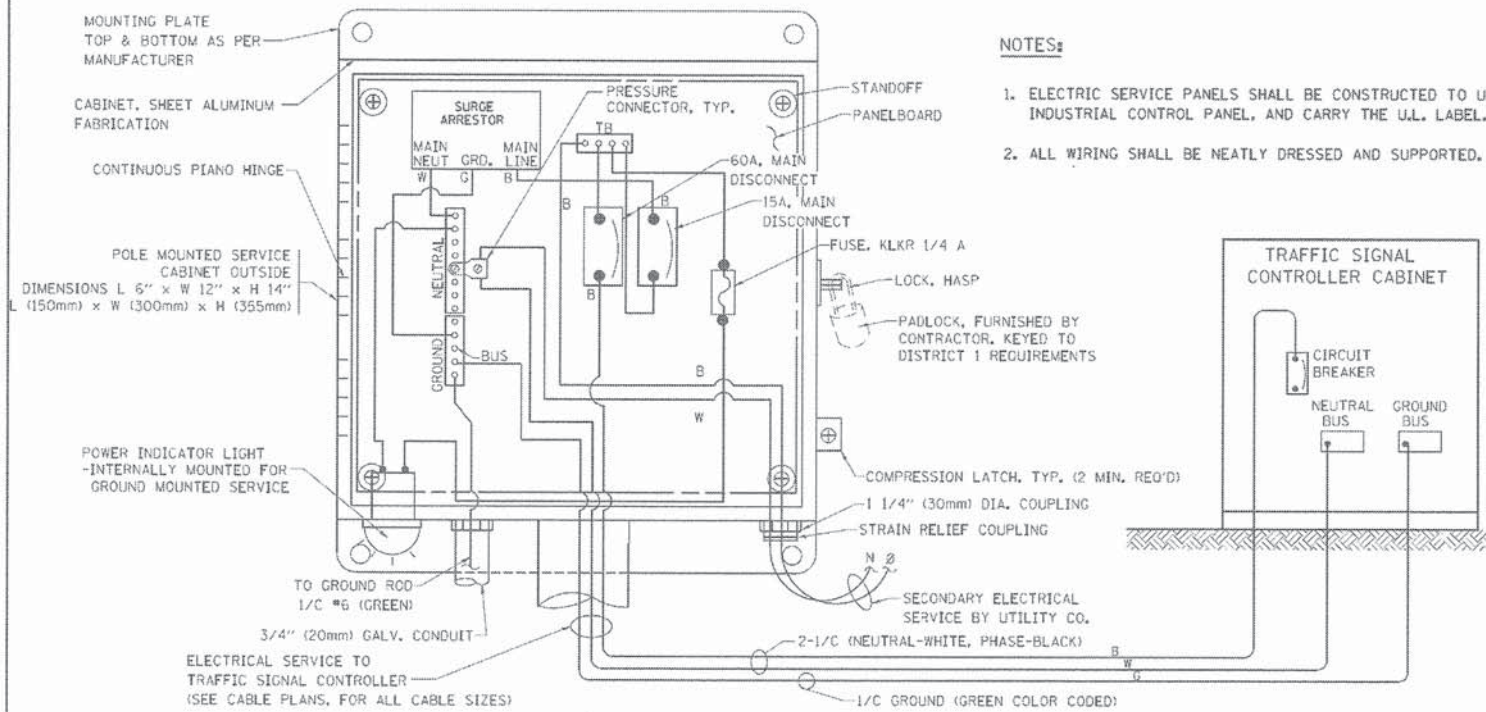 MOUNTING PLATE
TOP & BOTTOM AS PER
MANUFACTURER
CABINET, SHEET ALUMINUM
FABRICATION
CONTINUOUS PIANO HINGE
POLE MOUNTED SERVICE
CABINET OUTSIDE
DIMENSIONS L 6" x W 12" x H 14"
L (150mm) x W (300mm) x H (355mm)
POWER INDICATOR LIGHT
-INTERNALLY MOUNTED FOR
GROUND MOUNTED SERVICE
SURGE
ARRESTOR
MAIN
NEUT
GRD.
MAIN
LINE
W
G
B
PRESSURE
CONNECTOR, TYP.
TB
60A, MAIN
DISCONNECT
15A, MAIN
DISCONNECT
B
B
B
NEUTRAL
GROUND
BUS
B
W
STANDOFF
PANELBOARD
FUSE, KLKR 1/4 A
LOCK, HASP
PADLOCK, FURNISHED BY
CONTRACTOR, KEYED TO
DISTRICT 1 REQUIREMENTS
COMPRESSION LATCH, TYP. (2 MIN. REQ'D)
1 1/4" (30mm) DIA. COUPLING
STRAIN RELIEF COUPLING
N Ø
SECONDARY ELECTRICAL
SERVICE BY UTILITY CO.
TO GROUND ROD
1/C #6 (GREEN)
3/4" (20mm) GALV. CONDUIT
ELECTRICAL SERVICE TO
TRAFFIC SIGNAL CONTROLLER
(SEE CABLE PLANS, FOR ALL CABLE SIZES)
2-1/C (NEUTRAL-WHITE, PHASE-BLACK)
B
W
G
1/C GROUND (GREEN COLOR CODED)
NOTES:
1. ELECTRIC SERVICE PANELS SHALL BE CONSTRUCTED TO U
INDUSTRIAL CONTROL PANEL, AND CARRY THE U.L. LABEL.
2. ALL WIRING SHALL BE NEATLY DRESSED AND SUPPORTED.
TRAFFIC SIGNAL
CONTROLLER CABINET
CIRCUIT
BREAKER
NEUTRAL
BUS
GROUND
BUS